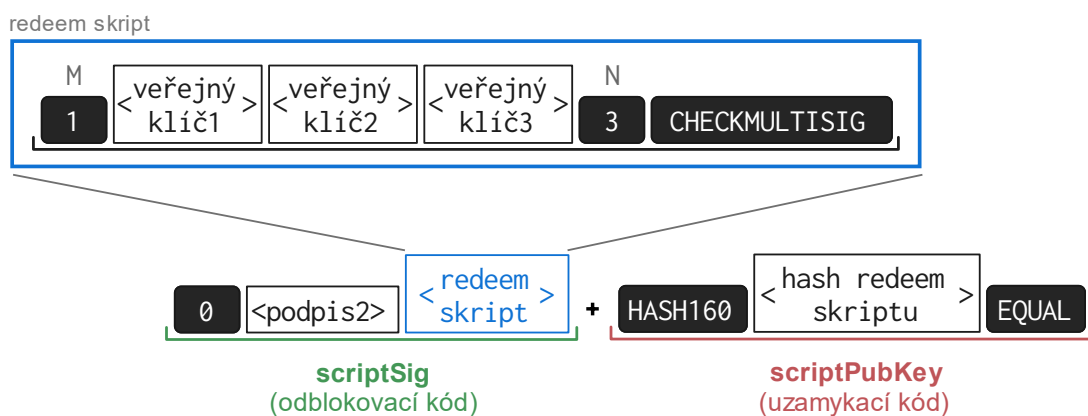 redeem skript
M N
1 <veřejný klíč1> <veřejný klíč2> <veřejný klíč3> 3 CHECKMULTISIG
0 <podpis2> <redeem skript> + HASH160 <hash redeem skriptu> EQUAL
scriptSig scriptPubKey
(odblokovací kód) (uzamykací kód)